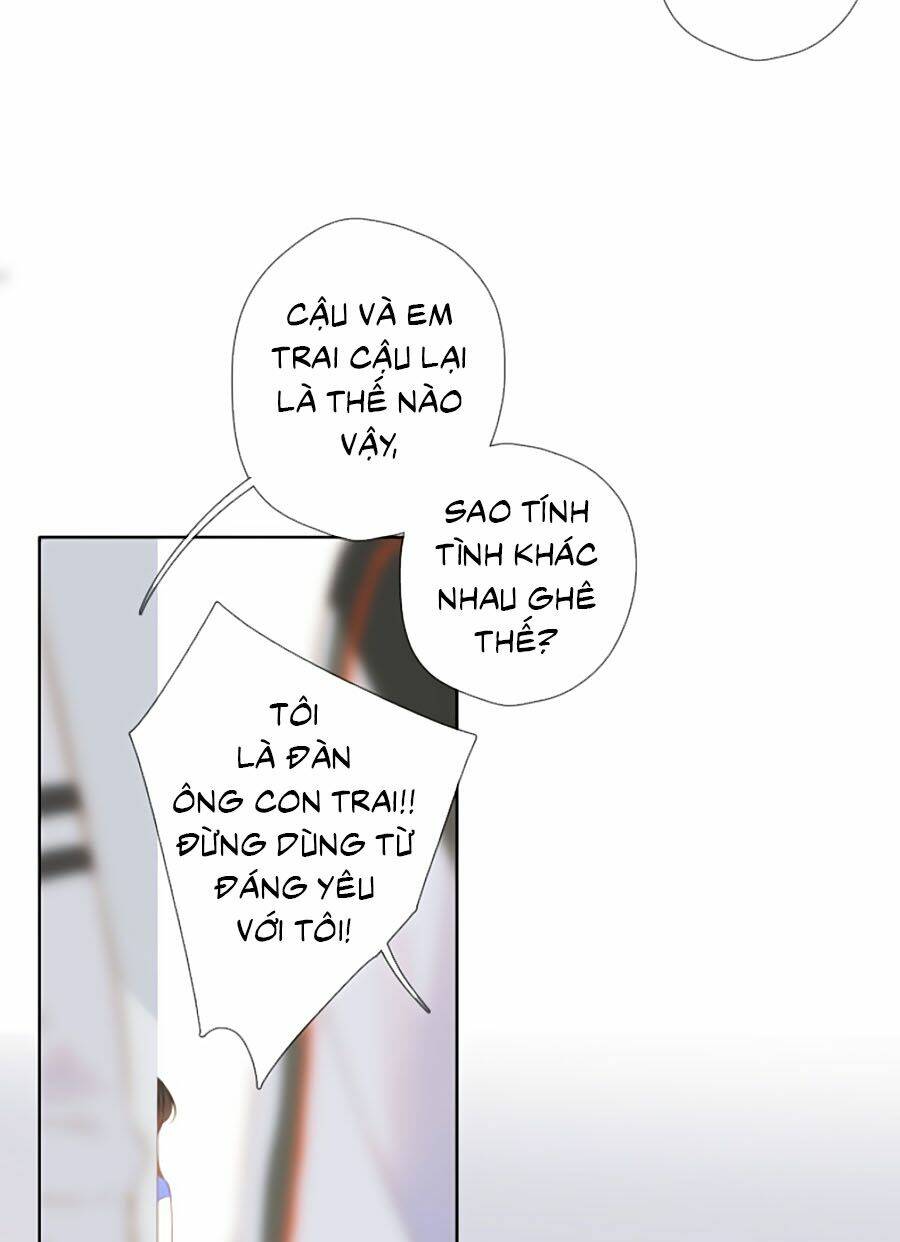 CẬU VÀ EM
TRAI CẬU LẠI
LÀ THẾ NÀO
VẬY,
SAO TÍNH
TÌNH KHÁC
NHAU GHÊ
THẾ?
TÔI
LÀ ĐÀN
ÔNG CON TRAI!!
ĐỪNG DÙNG TỪ
ĐÁNG YÊU
VỚI TÔI!